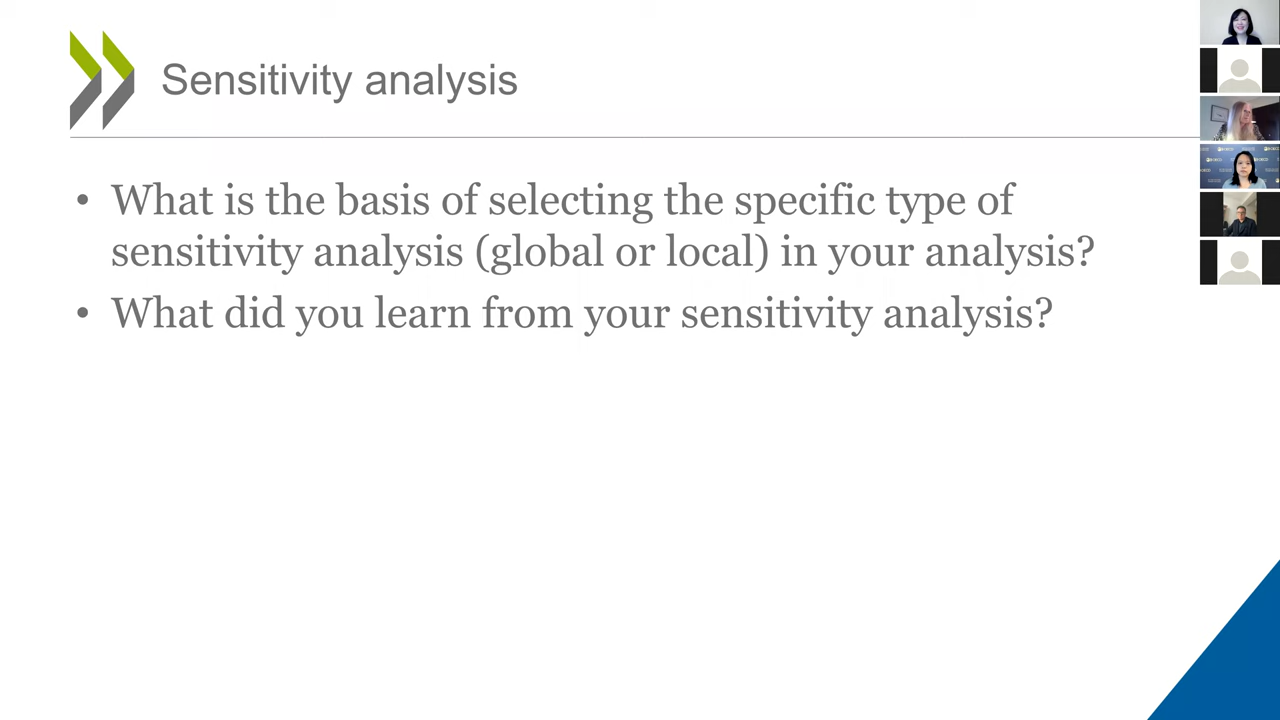 Sensitivity analysis
• What is the basis of selecting the specific type of
sensitivity analysis (global or local) in your analysis?
• What did you learn from your sensitivity analysis?